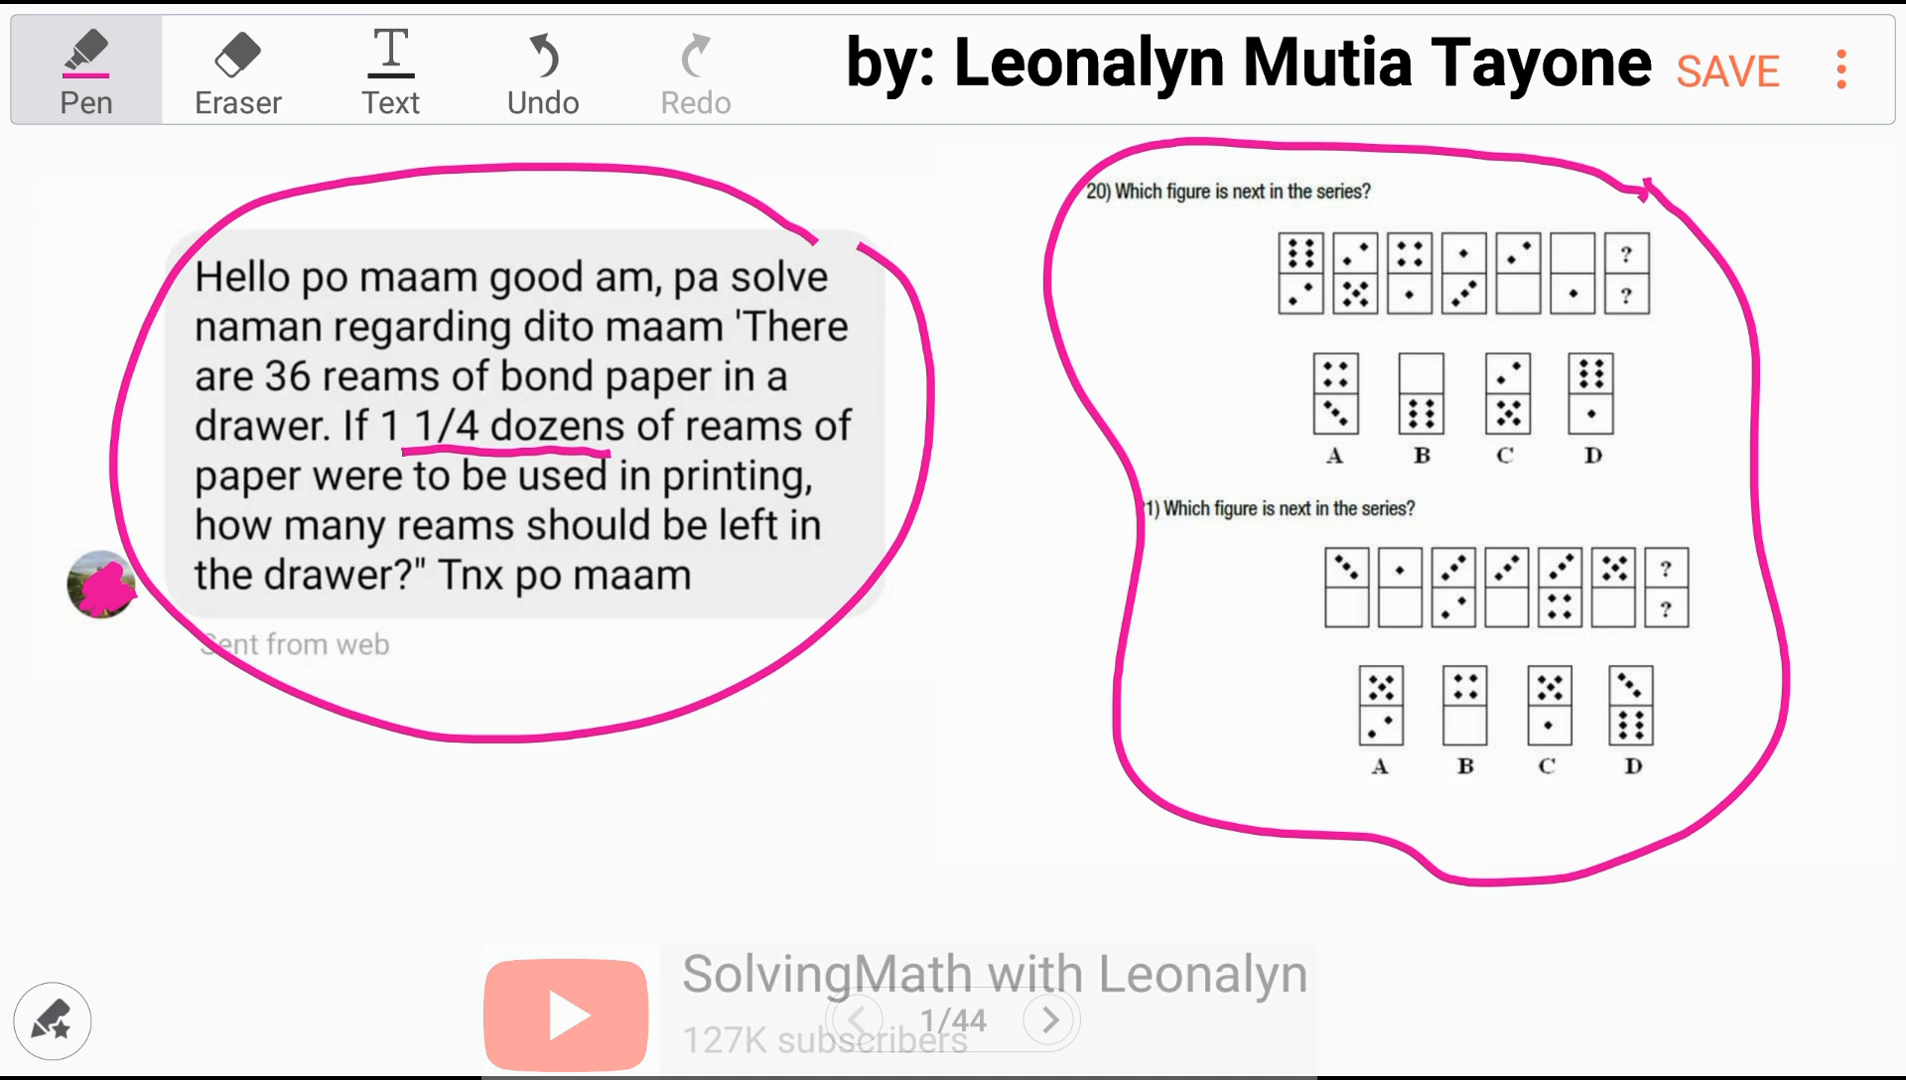 Pen
Eraser
Text
Undo
Redo
by: Leonalyn Mutia Tayone
SAVE
Hello po maam good am, pa solve
naman regarding dito maam 'There
are 36 reams of bond paper in a
drawer. If 1 1/4 dozens of reams of
paper were to be used in printing,
how many reams should be left in
the drawer?" Tnx po maam
Sent from web
20) Which figure is next in the series?
?
?
A B C D
1) Which figure is next in the series?
?
?
A B C D
SolvingMath with Leonalyn
127K subscribers
1/44